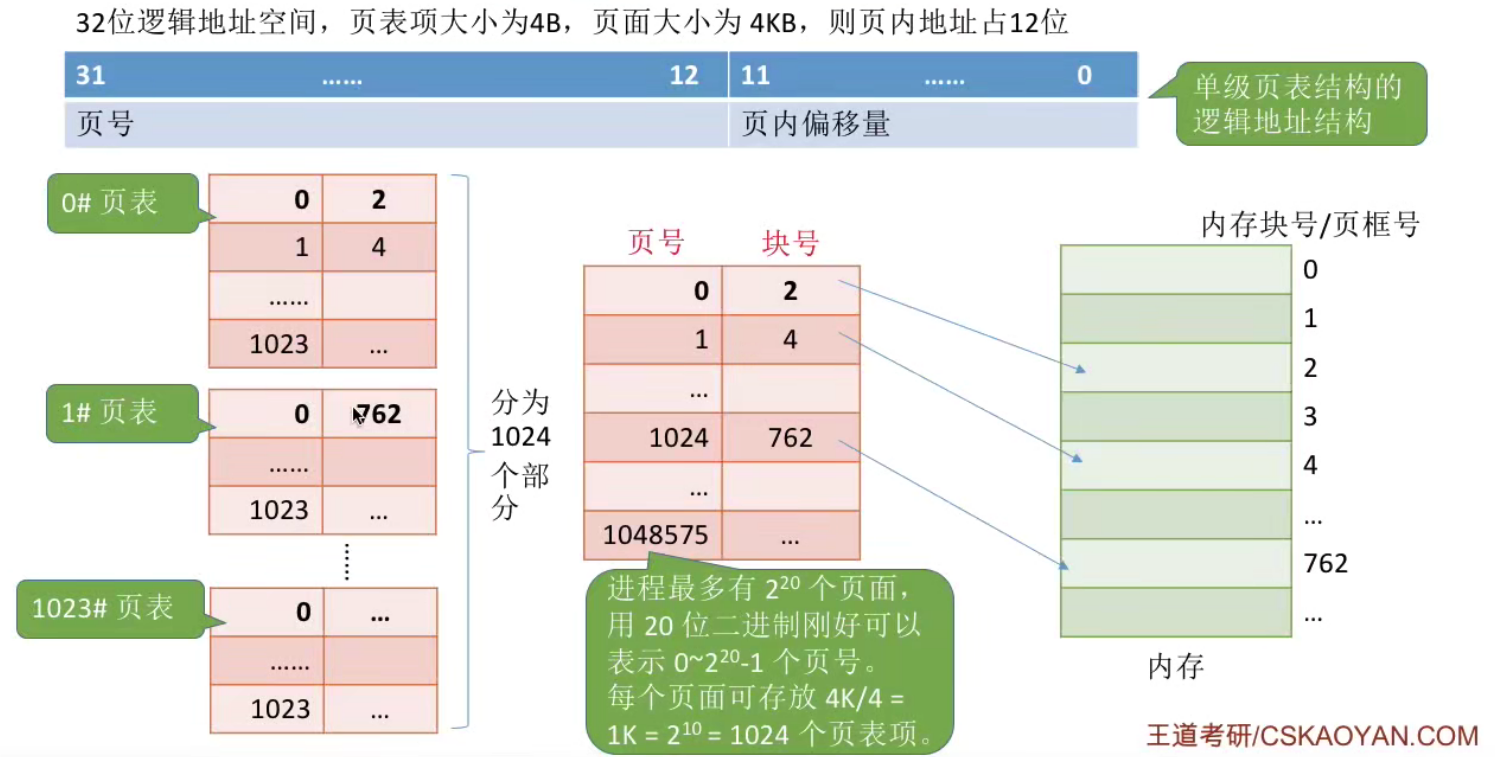 32位逻辑地址空间，页表项大小为4B，页面大小为 4KB，则页内地址占12位
31 …… 12 11 …… 0
页号 页内偏移量
单级页表结构的
逻辑地址结构
0# 页表
0 2
1 4
……
1023 …
1# 页表
0 762
……
1023 …
……
1023# 页表
0 …
……
1023 …
分为
1024
个部
分
页号 块号
0 2
1 4
…
1024 762
…
1048575 …
进程最多有 2²⁰ 个页面，
用 20 位二进制刚好可以
表示 0~2²⁰-1 个页号。
每个页面可存放 4K/4 =
1K = 2¹⁰ = 1024 个页表项。
内存块号/页框号
0
1
2
3
4
…
762
…
内存
王道考研/CSKAOYAN.COM